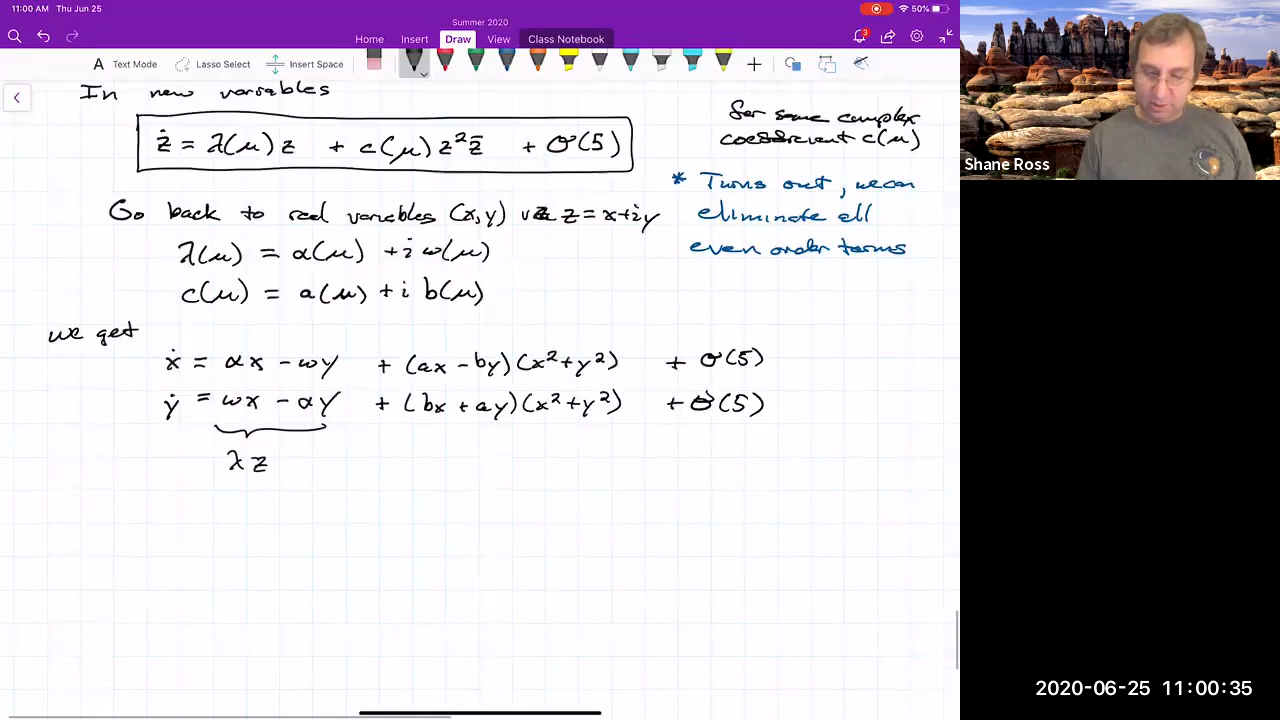 11:00 AM Thu Jun 25
50%
Summer 2020
Home Insert Draw View Class Notebook
3
A Text Mode Lasso Select Insert Space
In new variables
ż = λ(μ) z + c(μ) z² z̄ + O(5)
for some complex
coefficient c(μ)
* Turns out, we can
eliminate all
even order terms
Go back to real variables (x,y) via z = x+iy
λ(μ) = α(μ) + i ω(μ)
c(μ) = a(μ) + i b(μ)
we get
ẋ = αx - ωy + (ax - by)(x²+y²) + O(5)
ẏ = ωx - αy + (bx + ay)(x²+y²) + O(5)
λ z
Shane Ross
2020-06-25 11:00:35